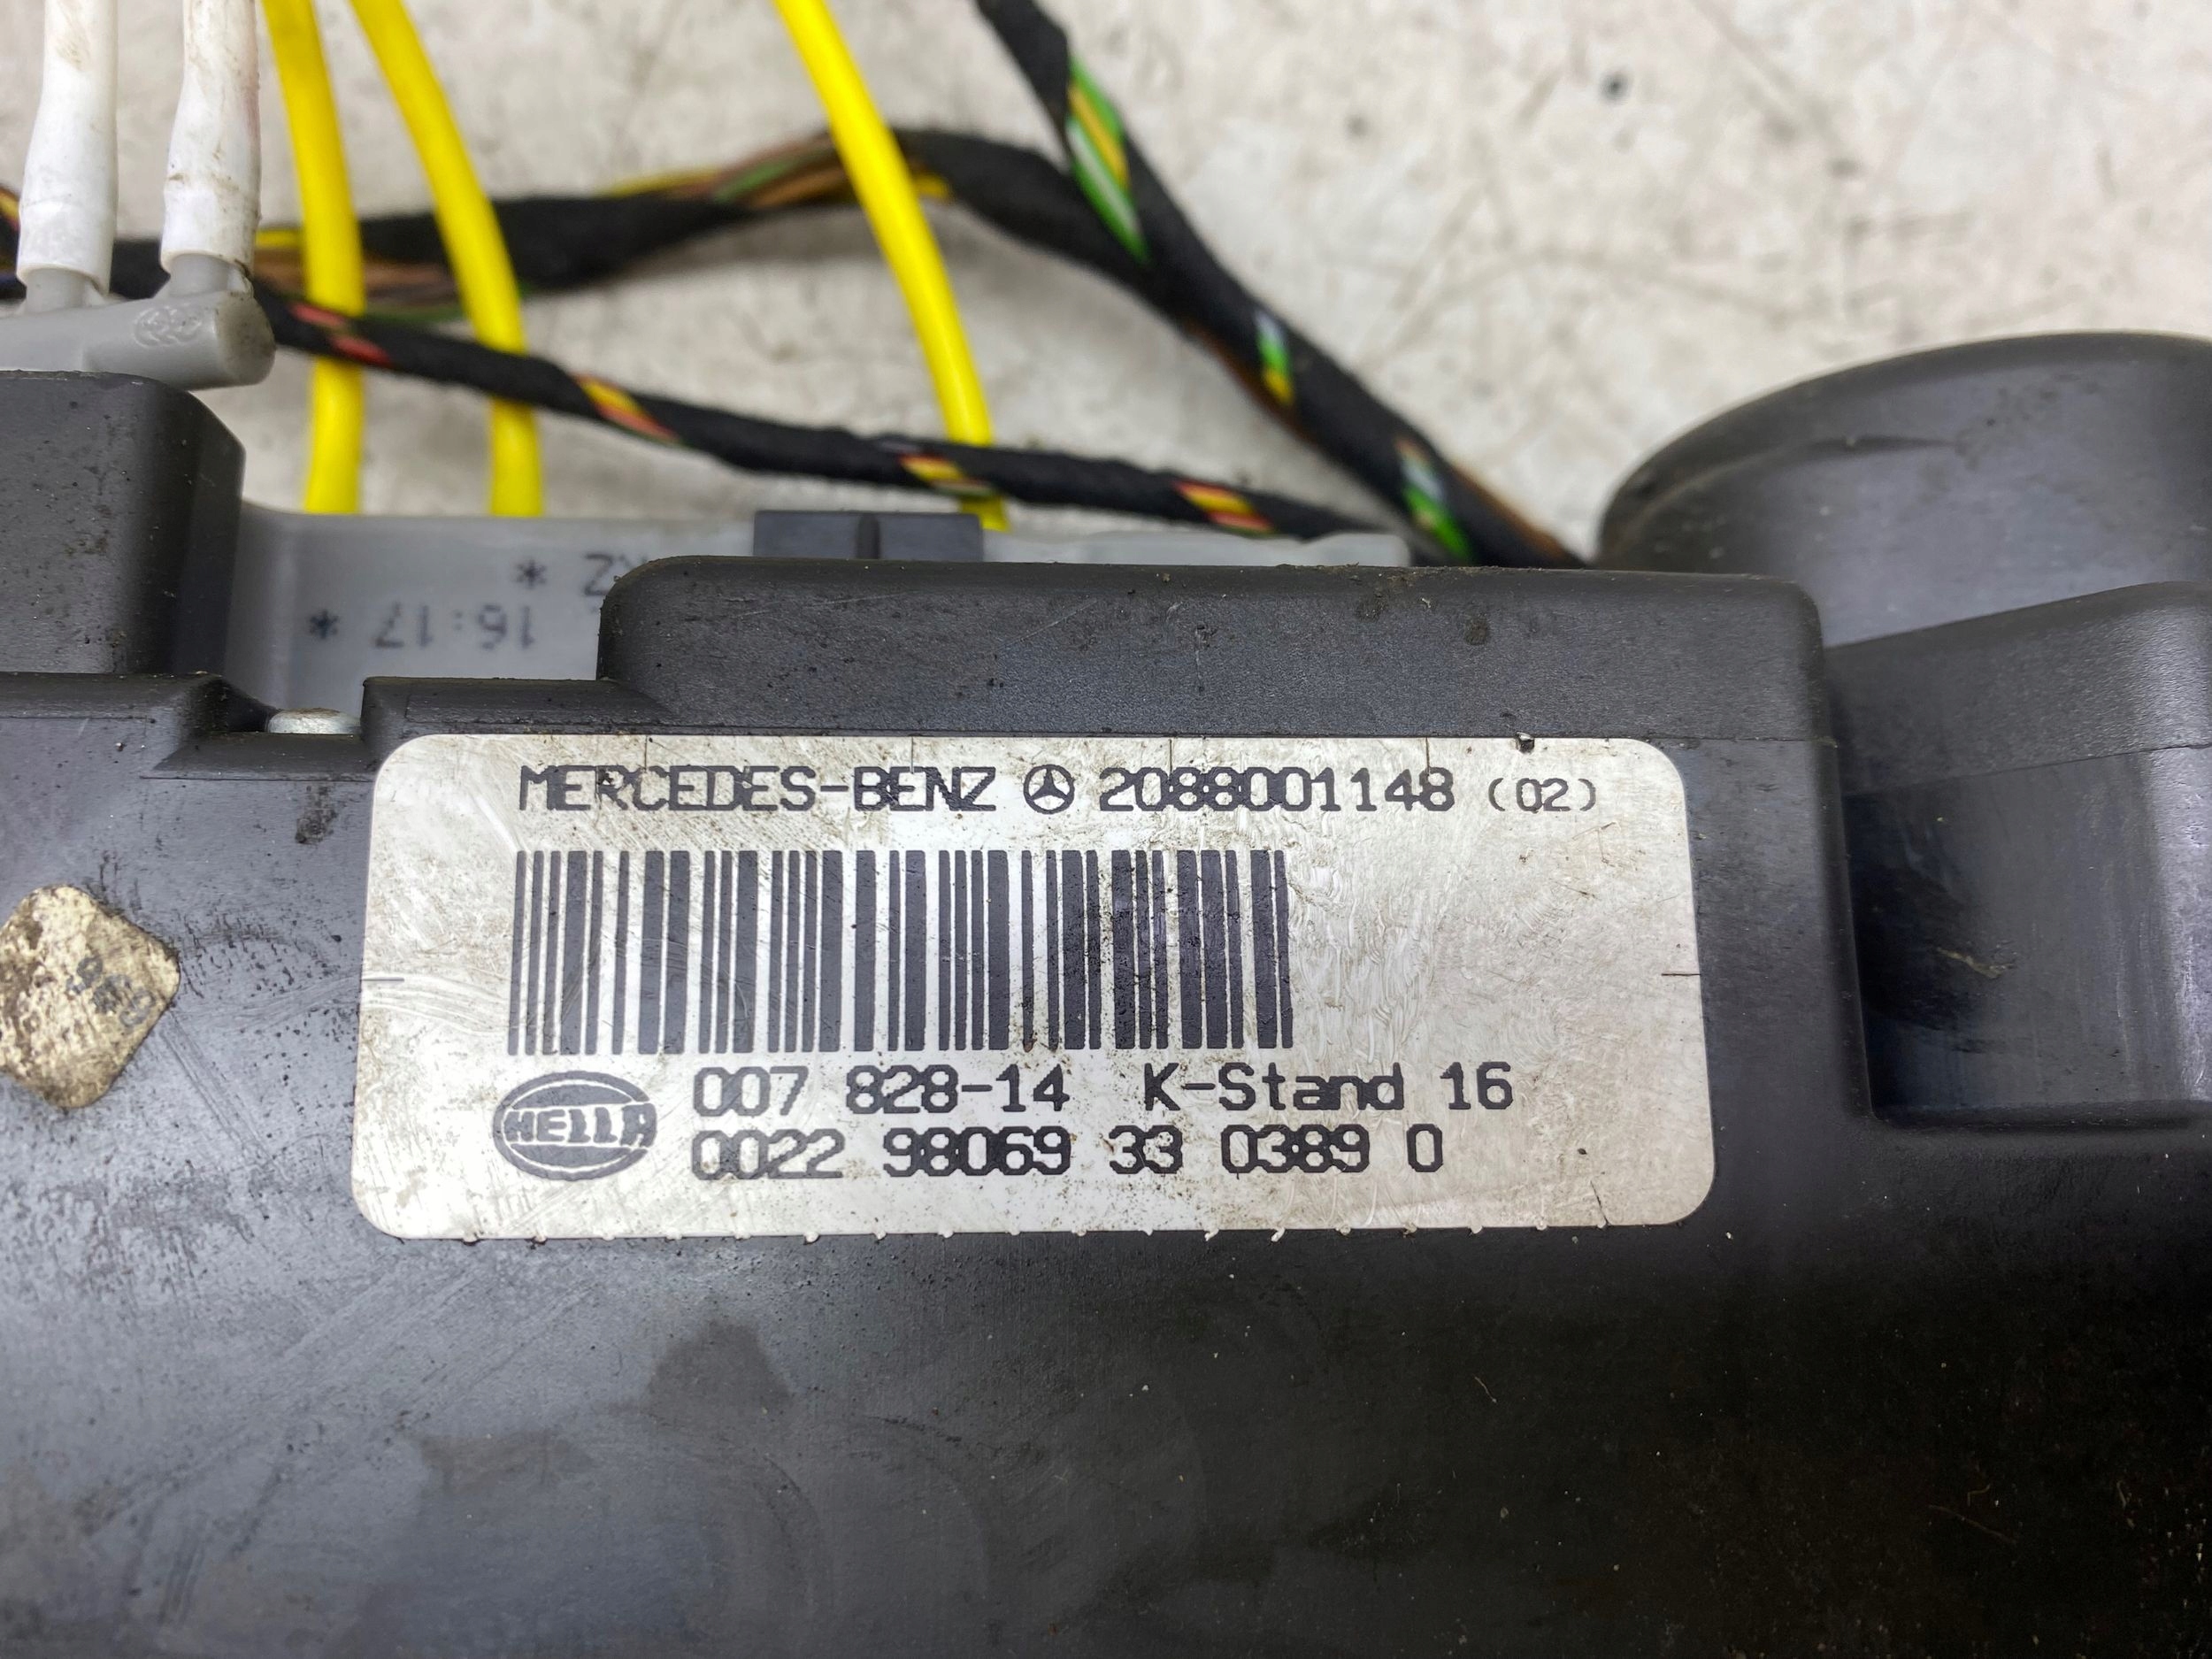 *
16:17 *
MERCEDES-BENZ 2088001148 (02)
HELLA 007 828-14 K-Stand 16
0022 98069 33 0389 0